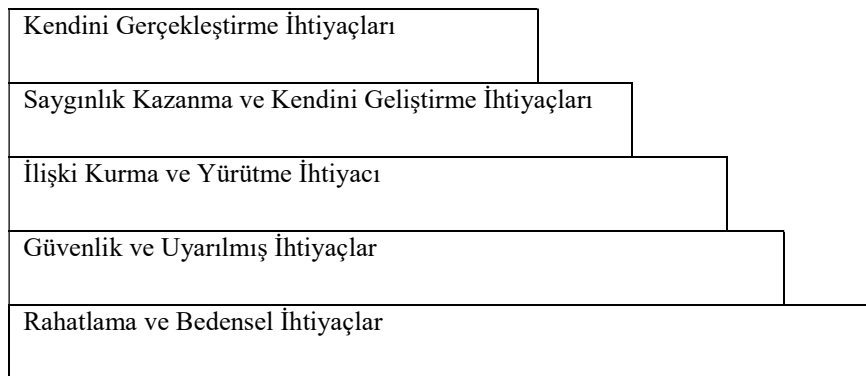 Kendini Gerçekleştirme İhtiyaçları
Saygınlık Kazanma ve Kendini Geliştirme İhtiyaçları
İlişki Kurma ve Yürütme İhtiyacı
Güvenlik ve Uyarılmış İhtiyaçlar
Rahatlama ve Bedensel İhtiyaçlar